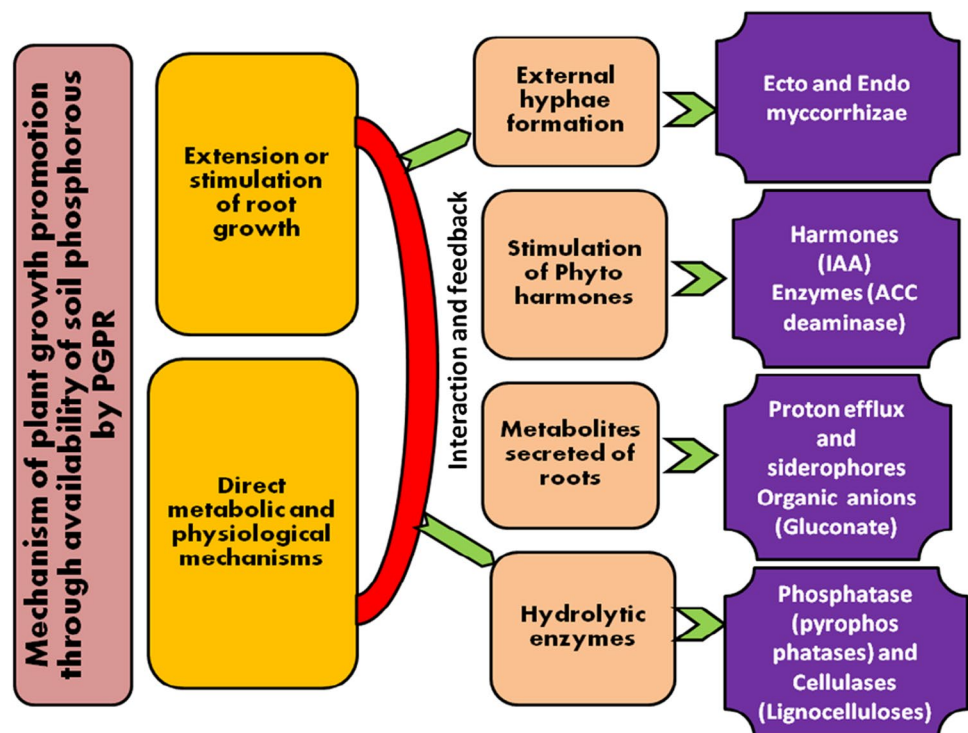 Mechanism of plant growth promotion
through availability of soil phosphorous
by PGPR
Extension or
stimulation
of root
growth
Direct
metabolic and
physiological
mechanisms
Interaction and feedback
External
hyphae
formation
Ecto and Endo
myccorrhizae
Stimulation
of Phyto
harmones
Harmones
(IAA)
Enzymes (ACC
deaminase)
Metabolites
secreted of
roots
Proton efflux
and
siderophores
Organic anions
(Gluconate)
Hydrolytic
enzymes
Phosphatase
(pyrophos
phatases) and
Cellulases
(Lignocelluloses)